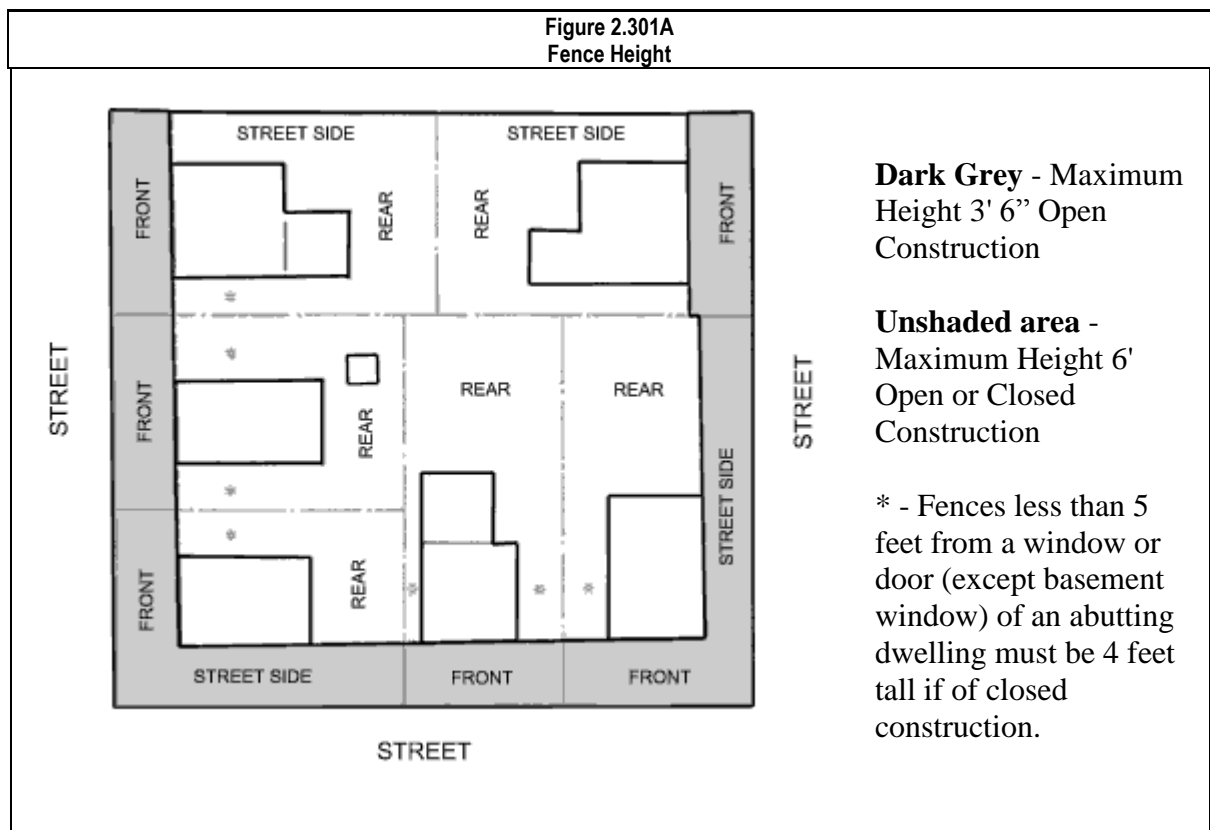 Figure 2.301A
Fence Height
STREET SIDE
STREET SIDE
FRONT
REAR
REAR
FRONT
*
STREET
*
FRONT
REAR
REAR
REAR
STREET
*
*
FRONT
REAR
*
*
*
STREET SIDE
STREET SIDE
FRONT
FRONT
STREET
Dark Grey - Maximum
Height 3' 6” Open
Construction
Unshaded area -
Maximum Height 6'
Open or Closed
Construction
* - Fences less than 5
feet from a window or
door (except basement
window) of an abutting
dwelling must be 4 feet
tall if of closed
construction.